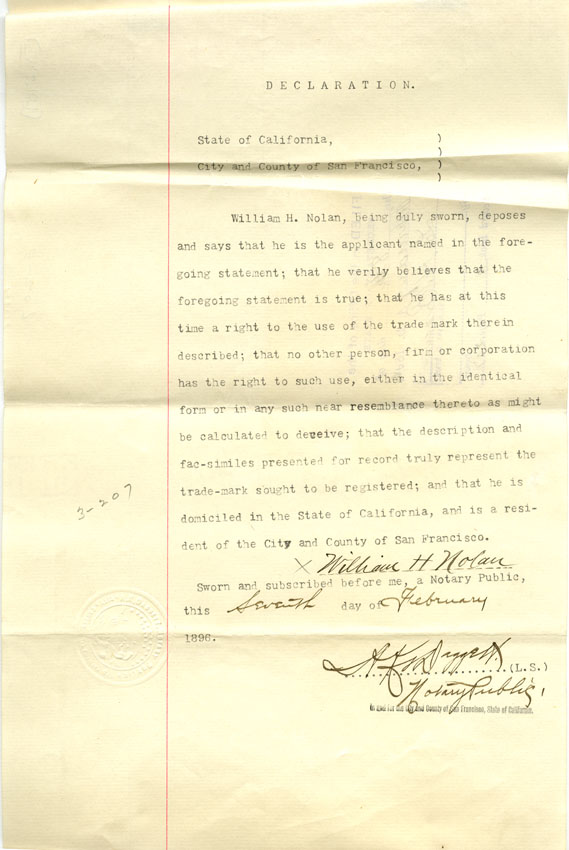 DECLARATION.
State of California, )
)
City and County of San Francisco, )
)
William H. Nolan, being duly sworn, deposes
and says that he is the applicant named in the fore-
going statement; that he verily believes that the
foregoing statement is true; that he has at this
time a right to the use of the trade mark therein
described; that no other person, firm or corporation
has the right to such use, either in the identical
form or in any such near resemblance thereto as might
be calculated to deceive; that the description and
fac-similes presented for record truly represent the
trade-mark sought to be registered; and that he is
domiciled in the State of California, and is a resi-
dent of the City and County of San Francisco.
3-207
X William H Nolan
Sworn and subscribed before me, a Notary Public,
this Seventh day of February
1896.
(L.S.)
Notary Public,
In and for the City and County of San Francisco, State of California.